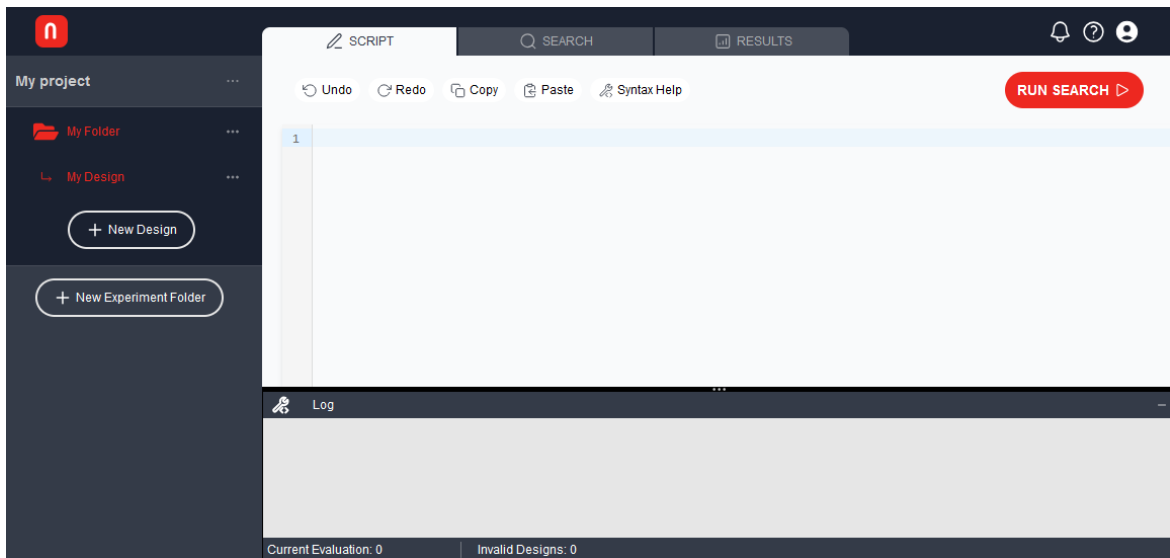 n
SCRIPT
SEARCH
RESULTS
My project
Undo
Redo
Copy
Paste
Syntax Help
RUN SEARCH
My Folder
1
My Design
+ New Design
+ New Experiment Folder
Log
Current Evaluation: 0
Invalid Designs: 0